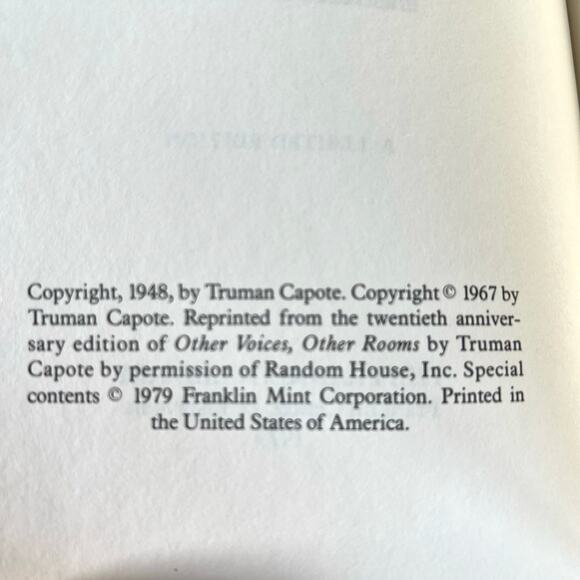 Copyright, 1948, by Truman Capote. Copyright © 1967 by
Truman Capote. Reprinted from the twentieth anniver-
sary edition of Other Voices, Other Rooms by Truman
Capote by permission of Random House, Inc. Special
contents © 1979 Franklin Mint Corporation. Printed in
the United States of America.